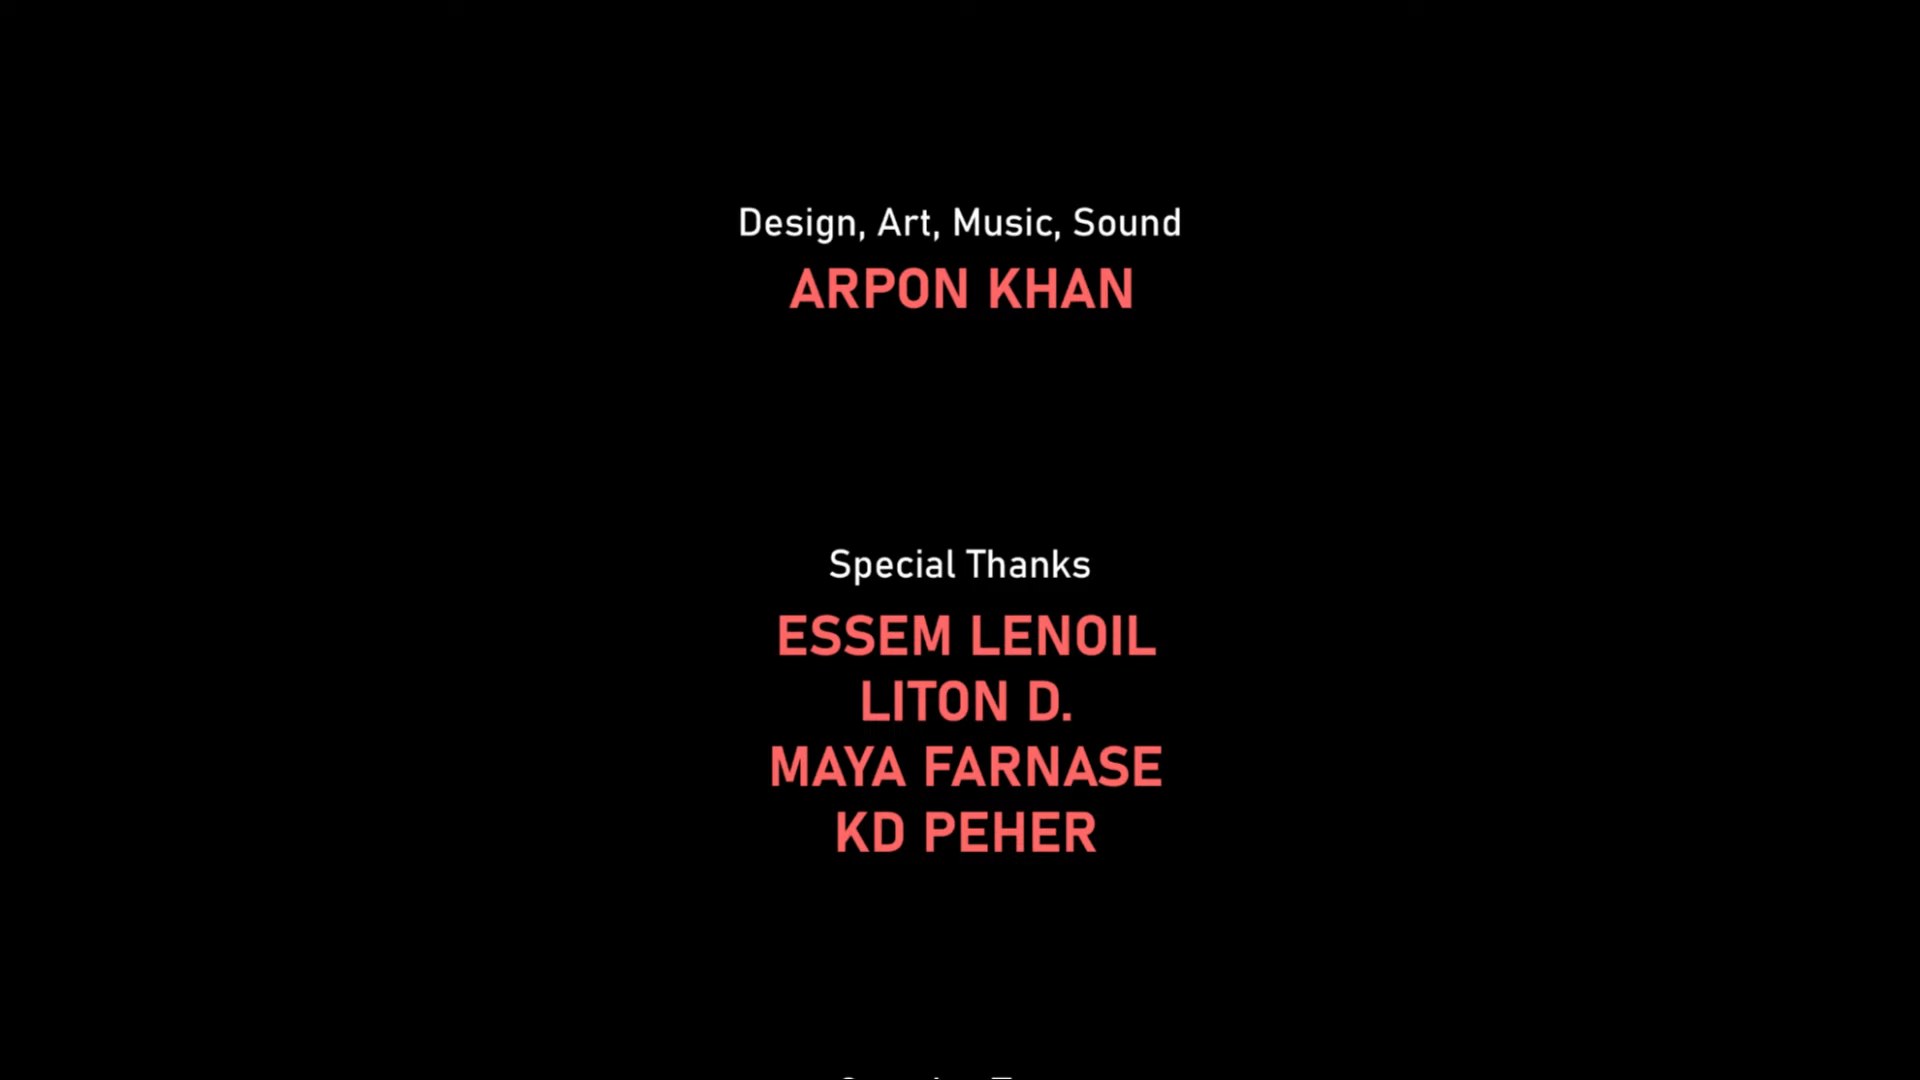 Design, Art, Music, Sound
ARPON KHAN
Special Thanks
ESSEM LENOIL
LITON D.
MAYA FARNASE
KD PEHER